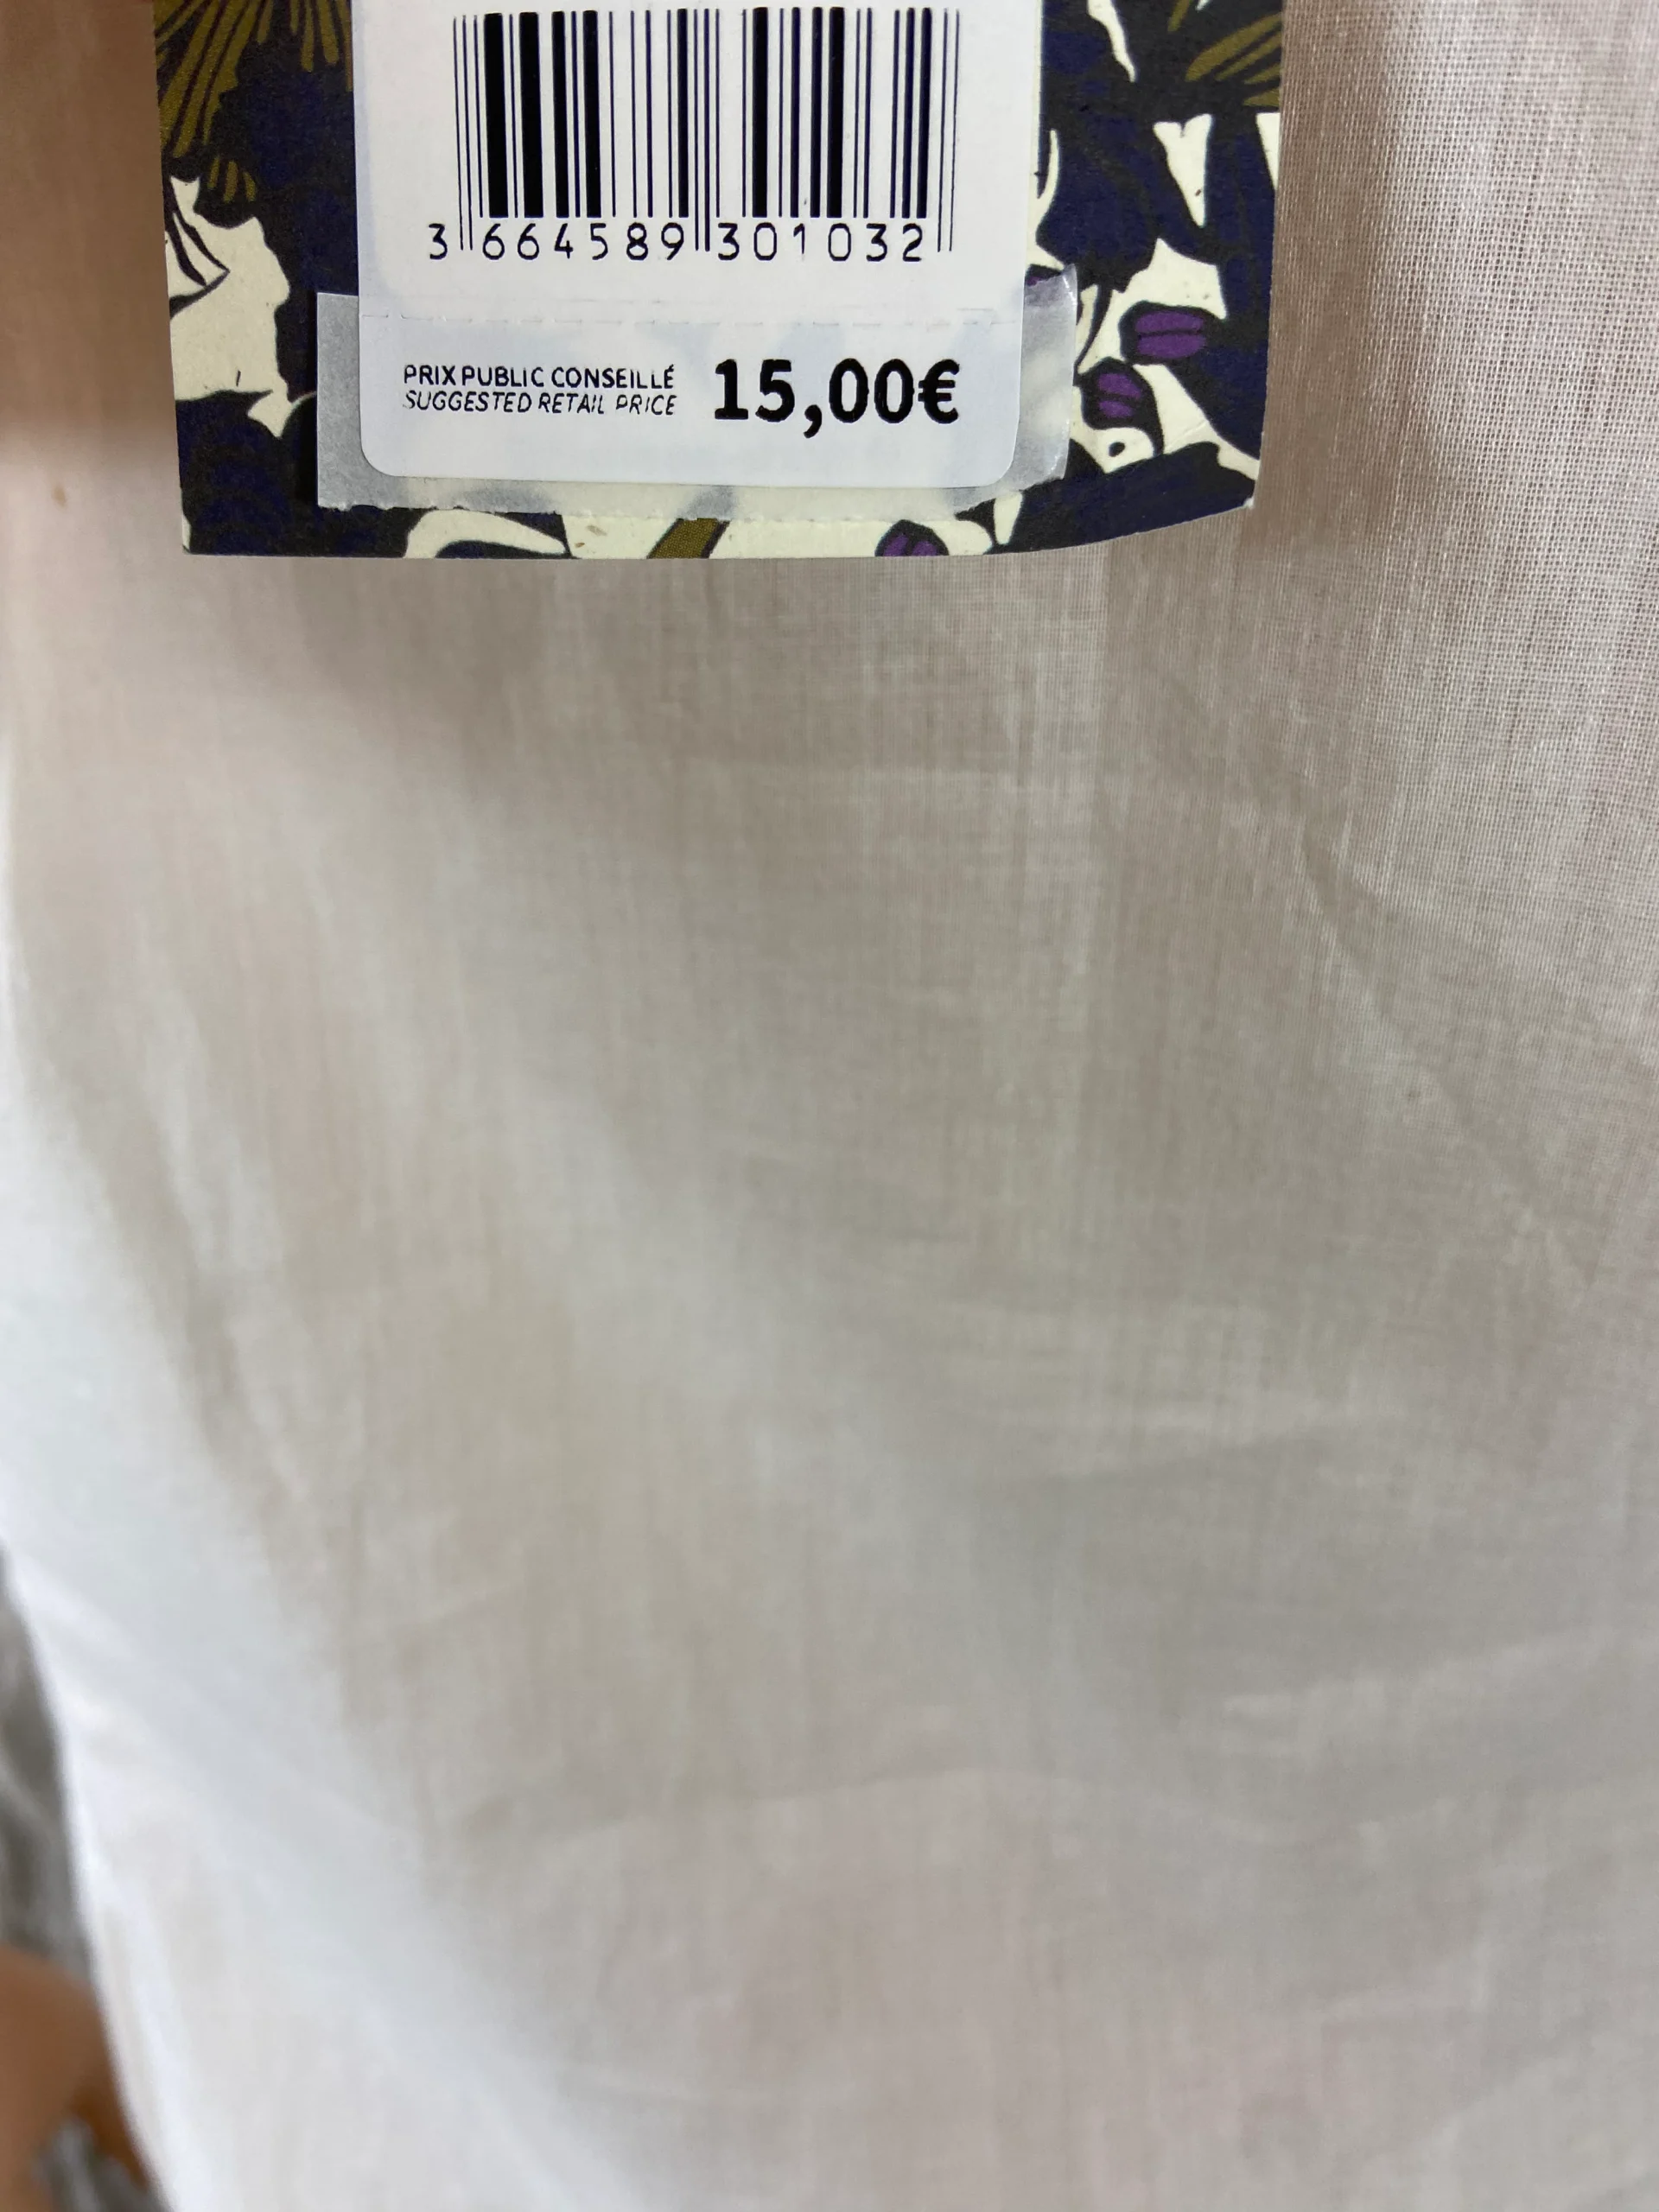 3 664589 301032
PRIX PUBLIC CONSEILLÉ 15,00€
SUGGESTED RETAIL PRICE